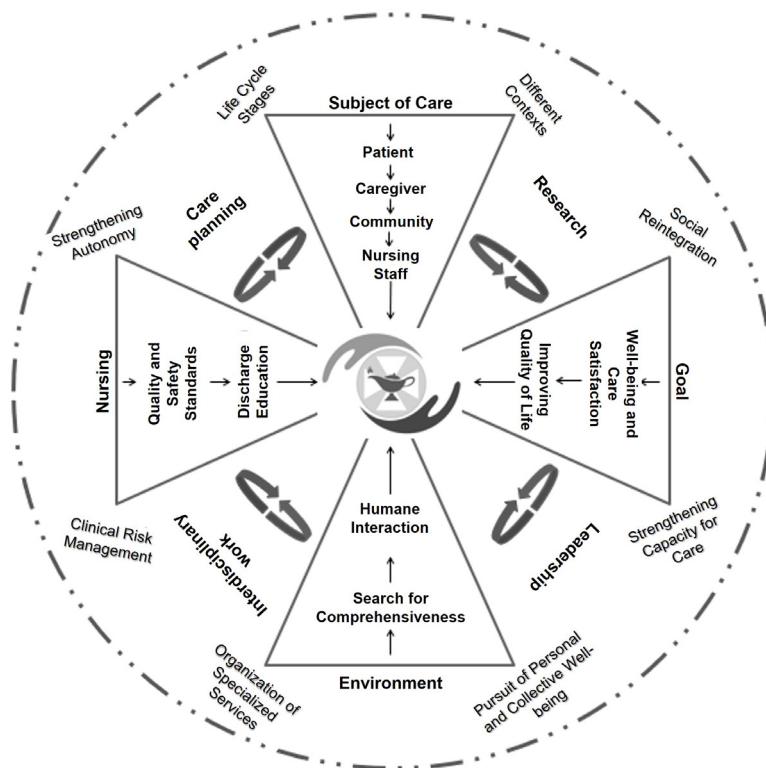 Life Cycle
Stages
Subject of Care
Different
Contexts
Patient
Caregiver
Community
Nursing
Staff
Care
planning
Research
Strengthening
Autonomy
Social
Reintegration
Nursing
Quality and
Safety
Standards
Discharge
Education
Improving
Quality of Life
Well-being and
Care
Satisfaction
Goal
Clinical Risk
Management
Interdisciplinary
work
Humane
Interaction
Leadership
Strengthening
Capacity for
Care
Search for
Comprehensiveness
Organization of
Specialized
Services
Environment
Pursuit of Personal
and Collective Well-
being